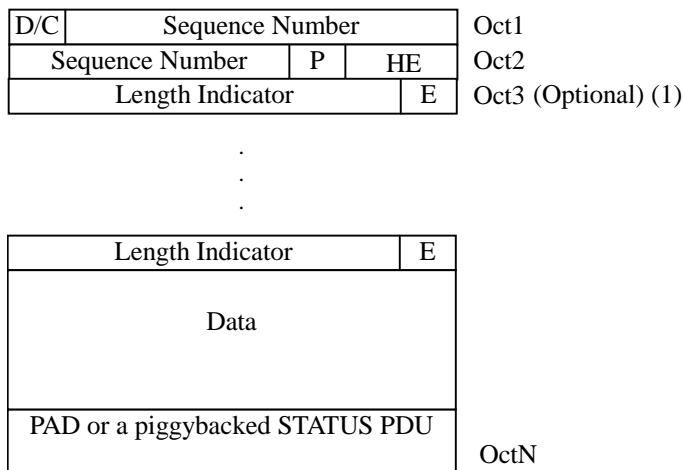 D/C Sequence Number Oct1
Sequence Number P HE Oct2
Length Indicator E Oct3 (Optional) (1)
.
.
.
Length Indicator E
Data
PAD or a piggybacked STATUS PDU
OctN